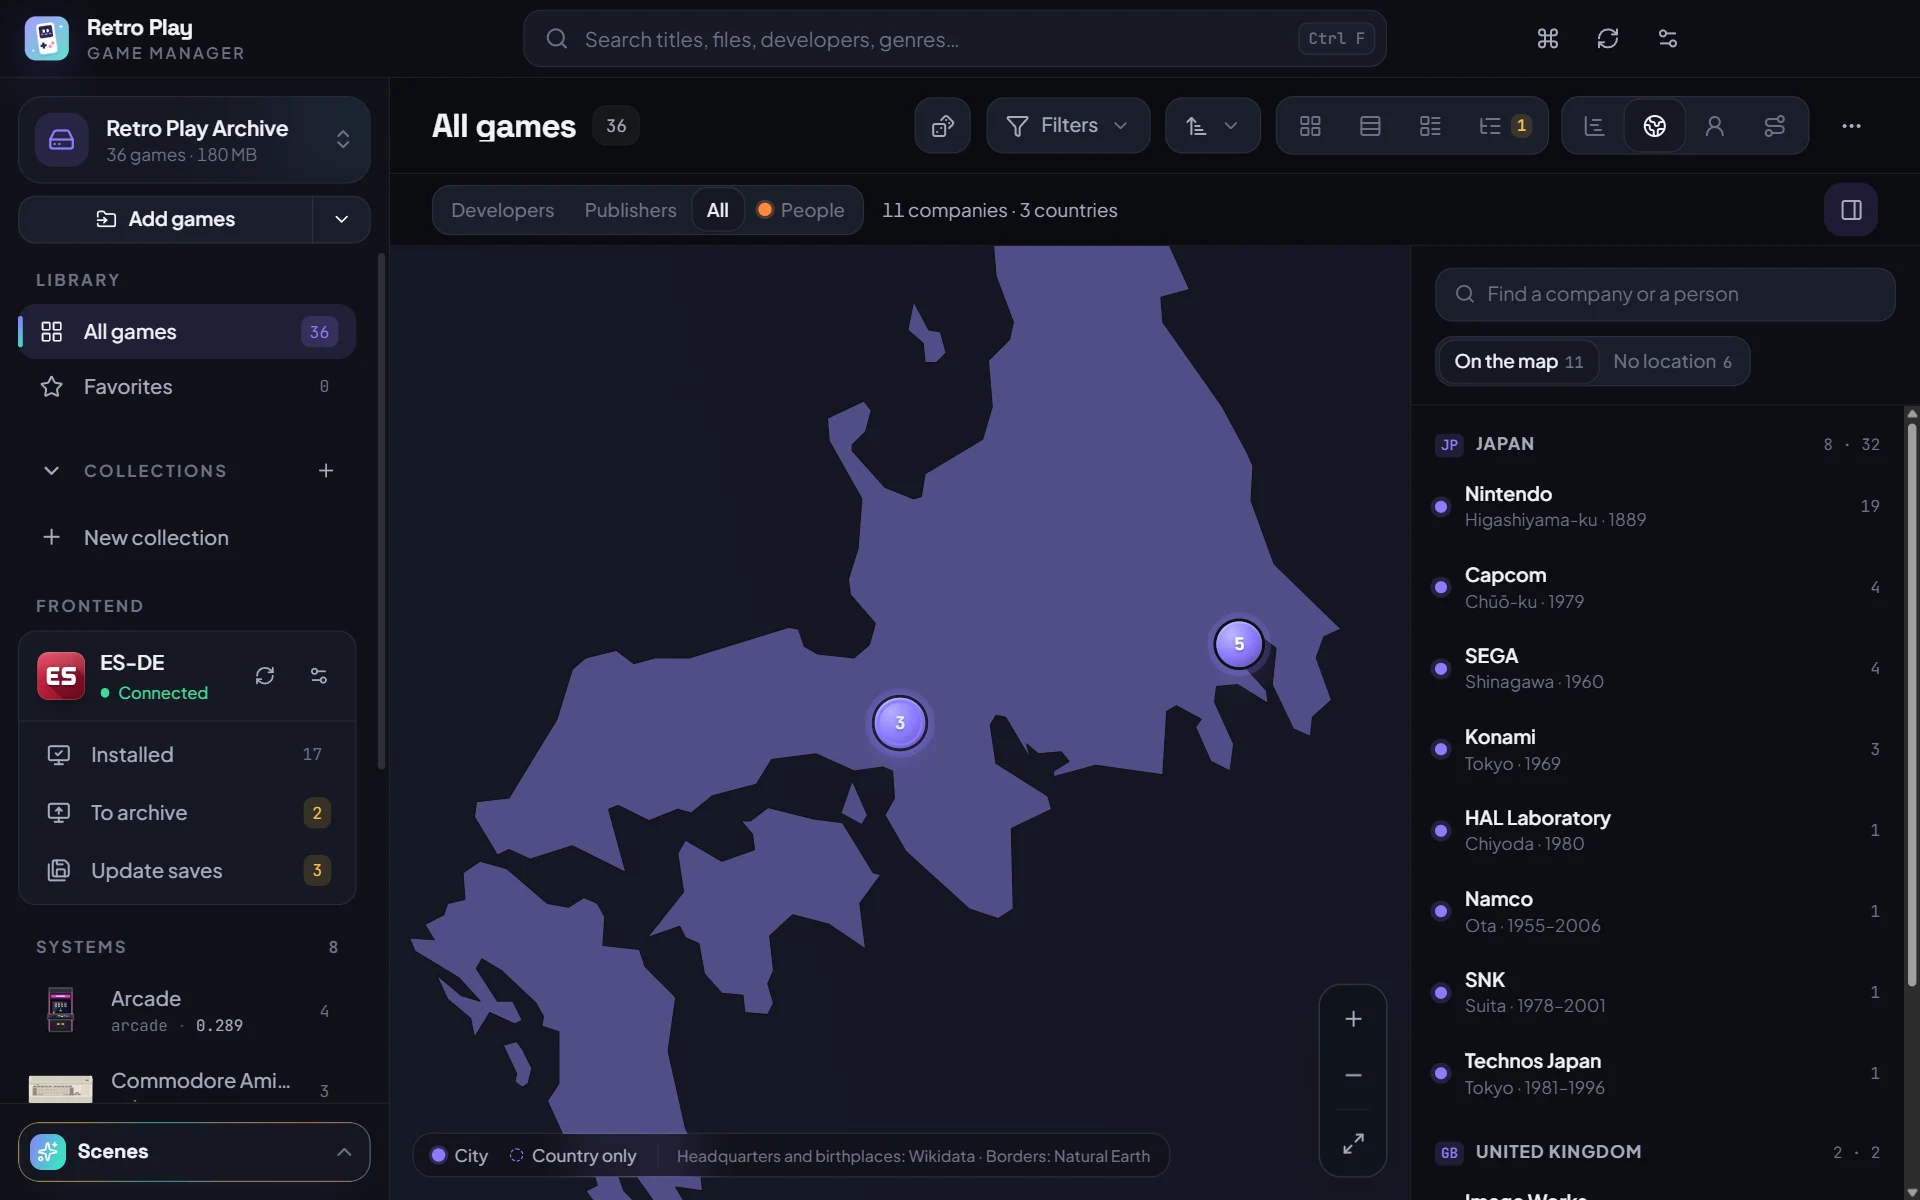 Retro Play
GAME MANAGER
Search titles, files, developers, genres...
Ctrl F
Retro Play Archive
36 games · 180 MB
Add games
LIBRARY
All games
36
Favorites
0
COLLECTIONS
New collection
FRONTEND
ES
ES-DE
Connected
Installed
17
To archive
2
Update saves
3
SYSTEMS
8
Arcade
arcade · 0.289
4
Commodore Ami...
3
Scenes
All games
36
Filters
1
Developers
Publishers
All
People
11 companies · 3 countries
5
3
City
Country only
Headquarters and birthplaces: Wikidata · Borders: Natural Earth
Find a company or a person
On the map 11
No location 6
JP JAPAN
8 · 32
Nintendo
Higashiyama-ku · 1889
19
Capcom
Chūō-ku · 1979
4
SEGA
Shinagawa · 1960
4
Konami
Tokyo · 1969
3
HAL Laboratory
Chiyoda · 1980
1
Namco
Ota · 1955–2006
1
SNK
Suita · 1978–2001
1
Technos Japan
Tokyo · 1981–1996
1
GB UNITED KINGDOM
2 · 2
Image Works